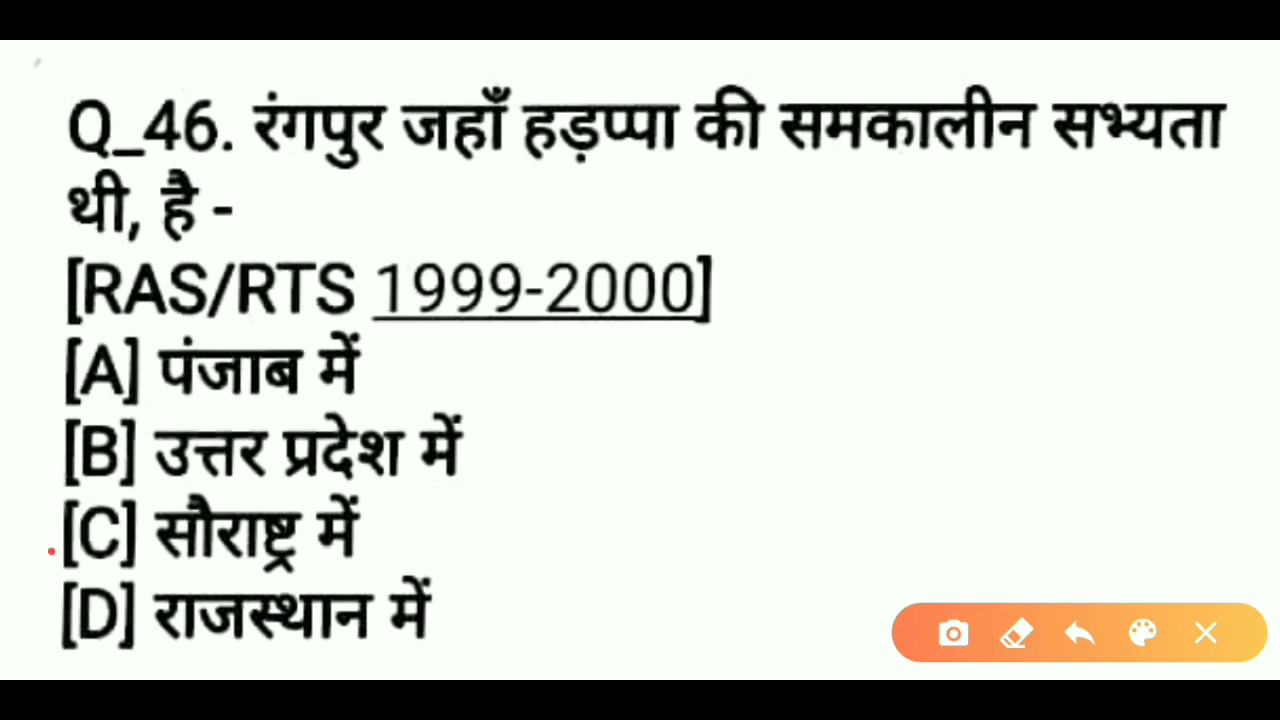 Q_46. रंगपुर जहाँ हड़प्पा की समकालीन सभ्यता
थी, है -
[RAS/RTS 1999-2000]
[A] पंजाब में
[B] उत्तर प्रदेश में
[C] सौराष्ट्र में
[D] राजस्थान में